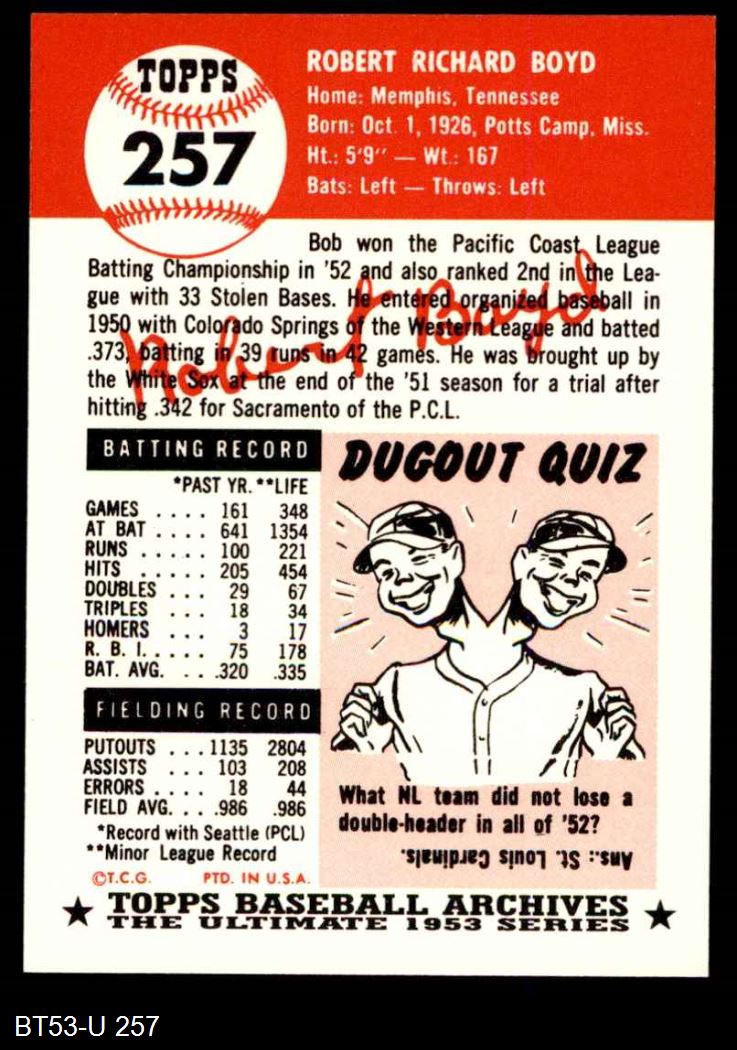 TOPPS
257
ROBERT RICHARD BOYD
Home: Memphis, Tennessee
Born: Oct. 1, 1926, Potts Camp, Miss.
Ht.: 5'9" — Wt.: 167
Bats: Left — Throws: Left
Bob won the Pacific Coast League
Batting Championship in '52 and also ranked 2nd in the Lea-
gue with 33 Stolen Bases. He entered organized baseball in
1950 with Colorado Springs of the Western League and batted
.373, batting in 39 runs in 42 games. He was brought up by
the White Sox at the end of the '51 season for a trial after
hitting .342 for Sacramento of the P.C.L.
Robert Boyd
BATTING RECORD
*PAST YR. **LIFE
GAMES .... 161 348
AT BAT .... 641 1354
RUNS ..... 100 221
HITS ...... 205 454
DOUBLES ... 29 67
TRIPLES ... 18 34
HOMERS ... 3 17
R. B. I. .... 75 178
BAT. AVG. ... .320 .335
FIELDING RECORD
PUTOUTS ... 1135 2804
ASSISTS ... 103 208
ERRORS .... 18 44
FIELD AVG. ... .986 .986
*Record with Seattle (PCL)
**Minor League Record
©T.C.G. PTD. IN U.S.A.
DUGOUT QUIZ
What NL team did not lose a
double-header in all of '52?
Ans.: St. Louis Cardinals.
★ TOPPS BASEBALL ARCHIVES ★
THE ULTIMATE 1953 SERIES
BT53-U 257